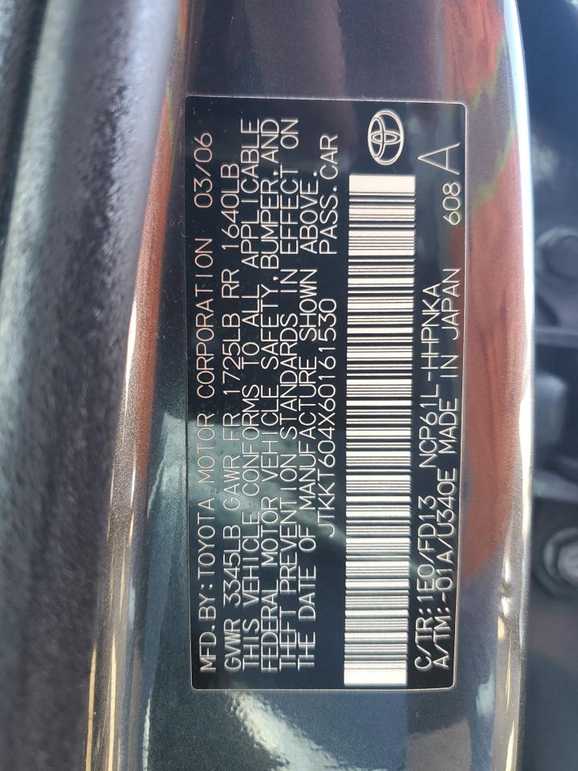 MFD.BY:TOYOTA MOTOR CORPORATION 03/06
GVWR 3345LB GAWR FR 1725LB RR 1640LB
THIS VEHICLE CONFORMS TO ALL APPLICABLE
FEDERAL MOTOR VEHICLE SAFETY,BUMPER,AND
THEFT PREVENTION STANDARDS IN EFFECT ON
THE DATE OF MANUFACTURE SHOWN ABOVE.
JTKKT604X60161530 PASS.CAR
C/TR:1E0/FD13 NCP61L-HHPNKA 608
A/TM:-01A/U340E MADE IN JAPAN A